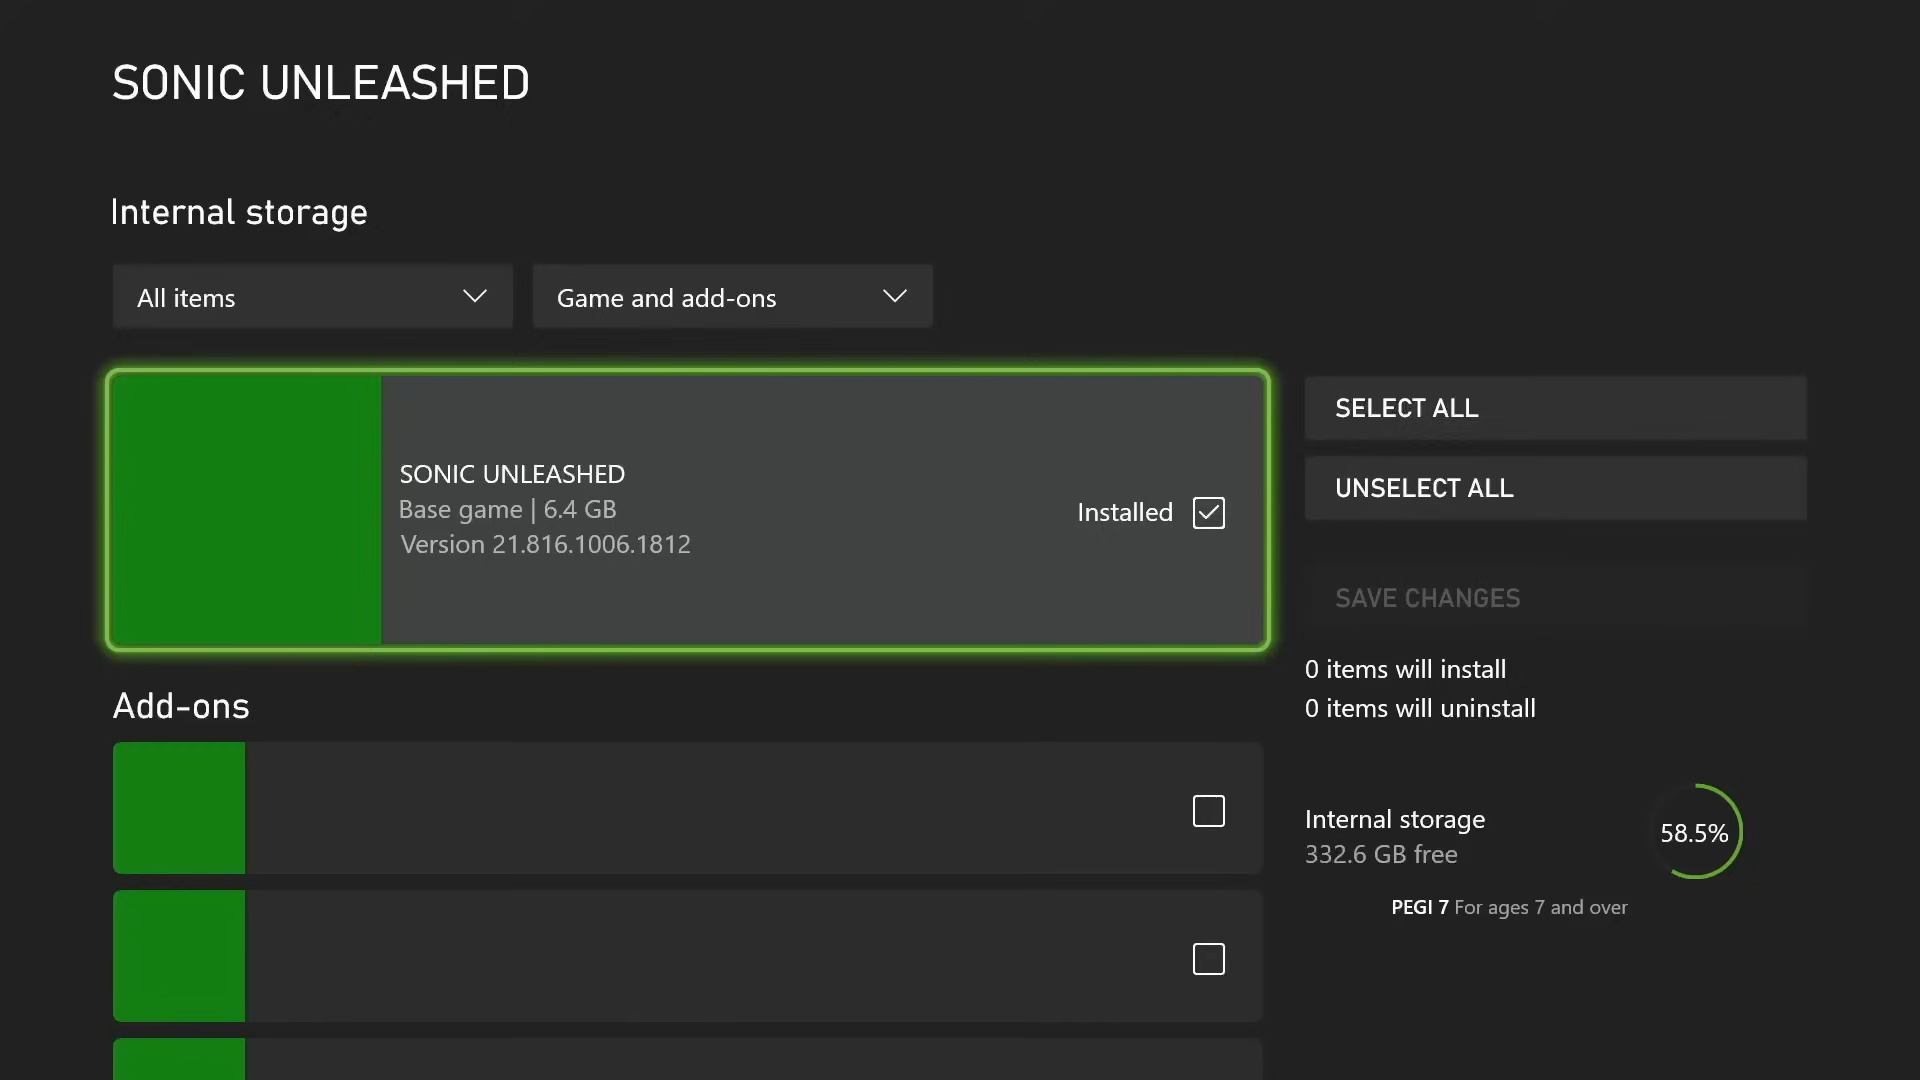 SONIC UNLEASHED
Internal storage
All items
Game and add-ons
SONIC UNLEASHED
Base game | 6.4 GB
Version 21.816.1006.1812
Installed
SELECT ALL
UNSELECT ALL
SAVE CHANGES
0 items will install
0 items will uninstall
Add-ons
Internal storage
332.6 GB free
58.5%
PEGI 7 For ages 7 and over